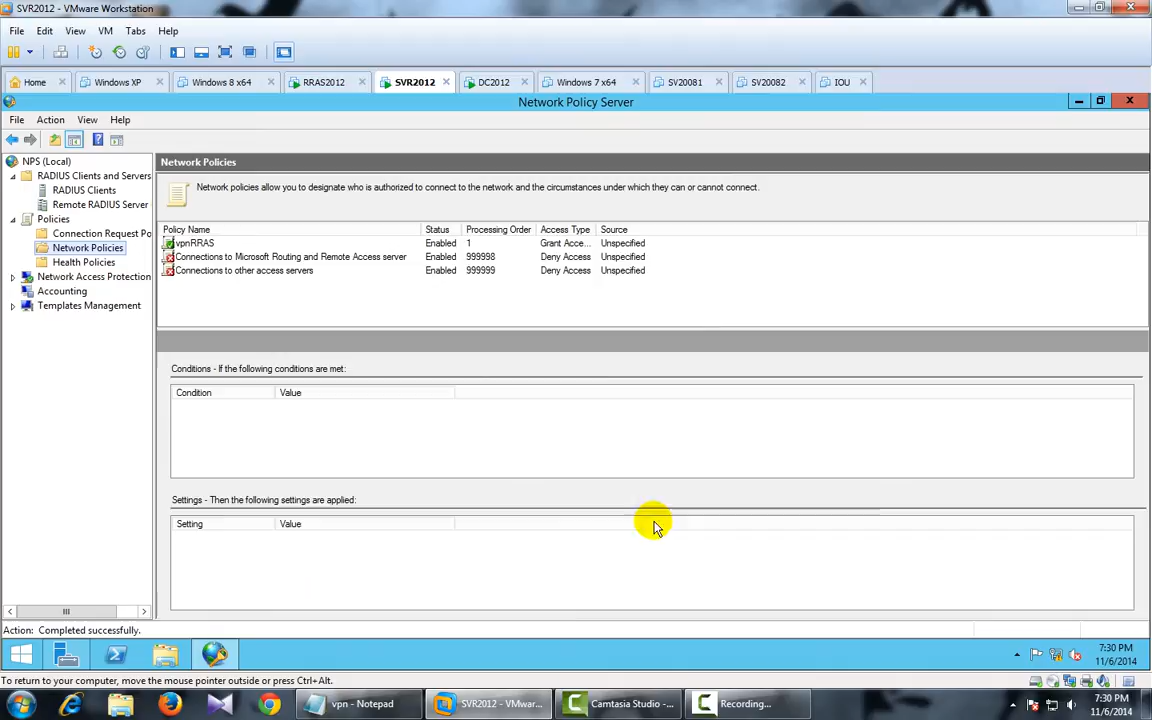 SVR2012 - VMware Workstation
File Edit View VM Tabs Help
Home Windows XP Windows 8 x64 RRAS2012 SVR2012 DC2012 Windows 7 x64 SV20081 SV20082 IOU
Network Policy Server
File Action View Help
NPS (Local)
RADIUS Clients and Servers
RADIUS Clients
Remote RADIUS Server
Policies
Connection Request Po
Network Policies
Health Policies
Network Access Protection
Accounting
Templates Management
Network Policies
Network policies allow you to designate who is authorized to connect to the network and the circumstances under which they can or cannot connect.
Policy Name Status Processing Order Access Type Source
vpnRRAS Enabled 1 Grant Acce... Unspecified
Connections to Microsoft Routing and Remote Access server Enabled 999998 Deny Access Unspecified
Connections to other access servers Enabled 999999 Deny Access Unspecified
Conditions - If the following conditions are met:
Condition Value
Settings - Then the following settings are applied:
Setting Value
Action: Completed successfully.
7:30 PM
11/6/2014
To return to your computer, move the mouse pointer outside or press Ctrl+Alt.
vpn - Notepad SVR2012 - VMwar... Camtasia Studio -... Recording...
7:30 PM
11/6/2014